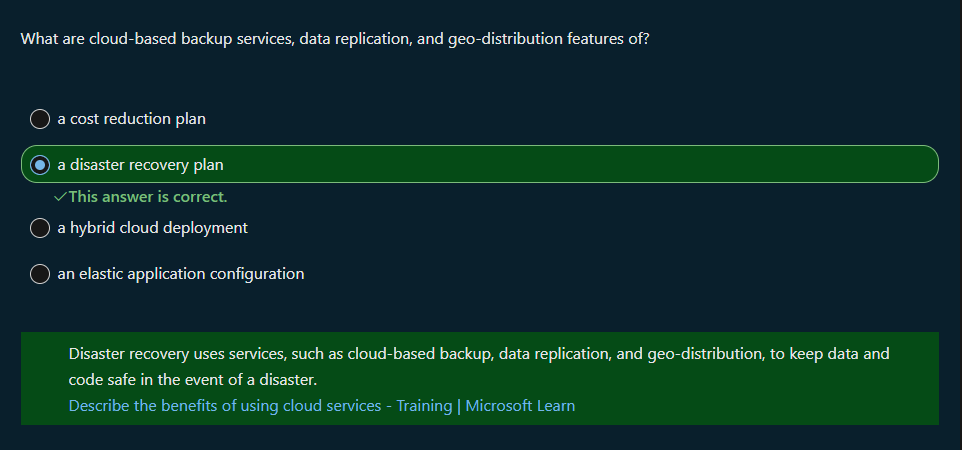 What are cloud-based backup services, data replication, and geo-distribution features of?
a cost reduction plan
a disaster recovery plan
✓This answer is correct.
a hybrid cloud deployment
an elastic application configuration
Disaster recovery uses services, such as cloud-based backup, data replication, and geo-distribution, to keep data and
code safe in the event of a disaster.
Describe the benefits of using cloud services - Training | Microsoft Learn